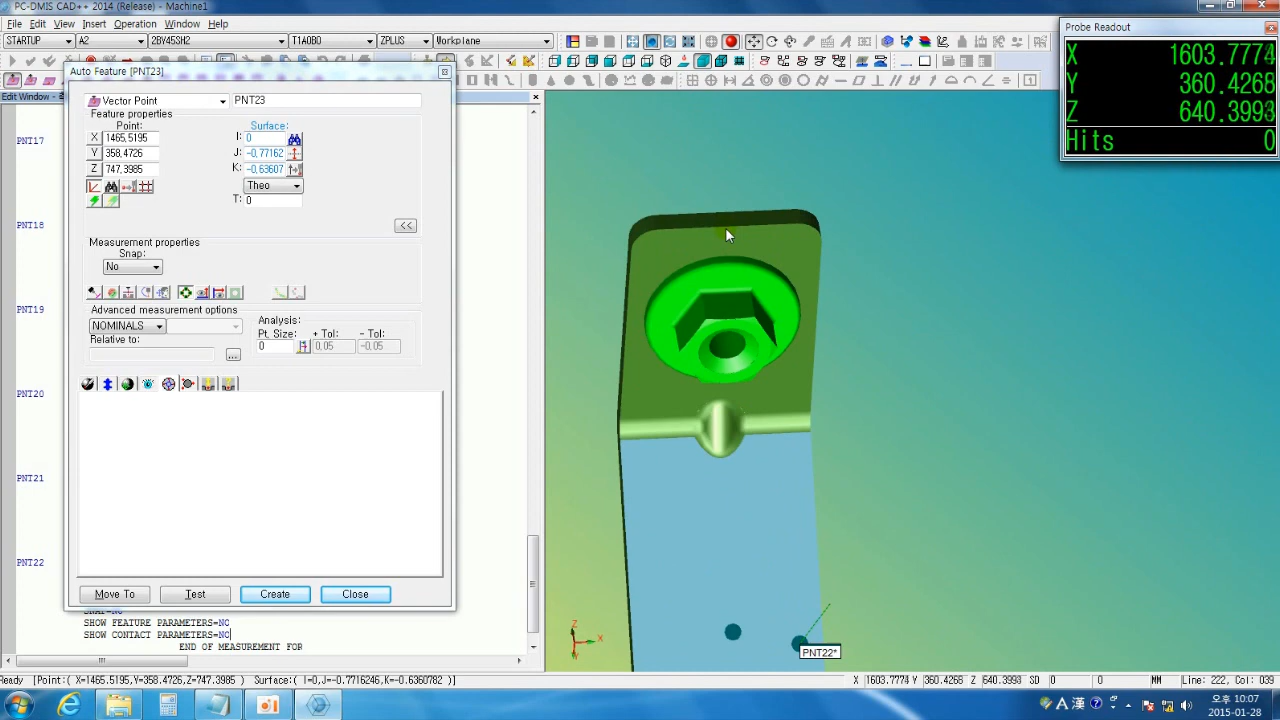 PC-DMIS CAD++ 2014 (Release) - Machine1
File Edit View Insert Operation Window Help
STARTUP A2 2BV45SH2 T1A0B0 ZPLUS Workplane
Probe Readout
X 1603.7774
Y 360.4268
Z 640.3993
Hits 0
Auto Feature [PNT23]
Edit Window -
Vector Point PNT23
Feature properties
Point: Surface:
X 1465,5195 I: 0
Y 358,4726 J: -0,77162
Z 747,3985 K: -0,63607
Theo
T: 0
<<
Measurement properties
Snap:
No
Advanced measurement options
NOMINALS
Relative to:
...
Analysis:
Pt. Size: + Tol: - Tol:
0 0,05 -0,05
PNT17
PNT18
PNT19
PNT20
PNT21
PNT22
Move To Test Create Close
SHOW FEATURE PARAMETERS=NO
SHOW CONTACT PARAMETERS=NO
END OF MEASUREMENT FOR
Z
X
Y
PNT22*
Ready [Point:( X=1465.5195,Y=358.4726,Z=747.3985 ) Surface:( I=0,J=-0.7716246,K=-0.6360782 )]
X 1603.7774 Y 360.4268 Z 640.3993 SD 0 0 MM Line: 222, Col: 039
A 漢
오후 10:07
2015-01-28